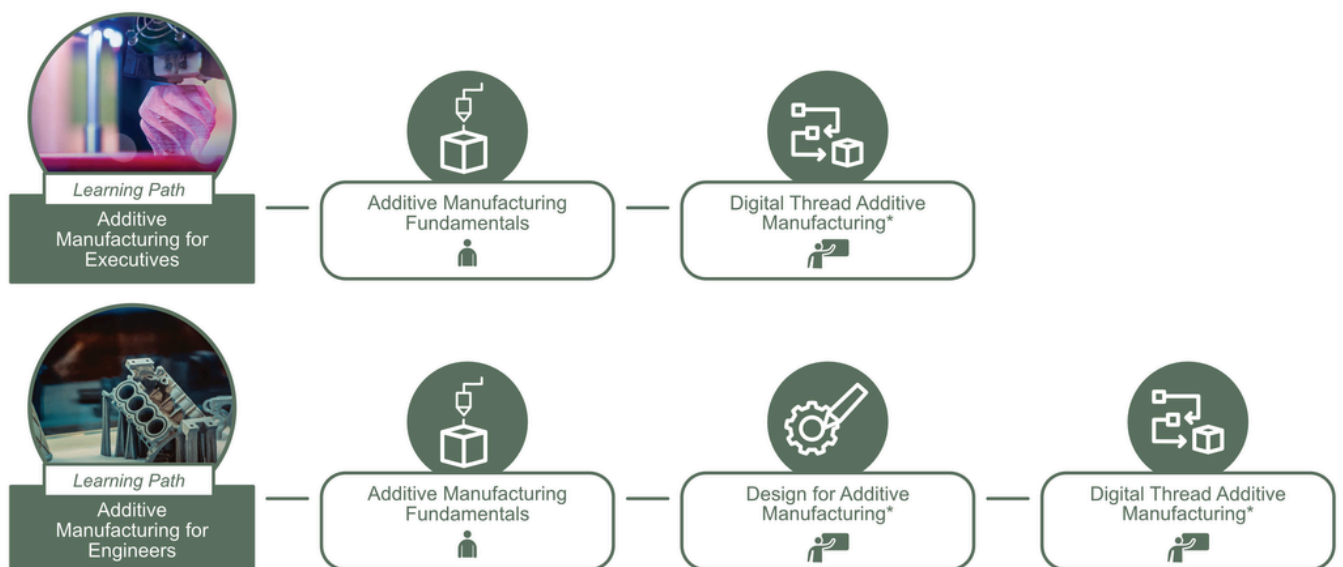 Learning Path
Additive
Manufacturing for
Executives
Additive Manufacturing
Fundamentals
Digital Thread Additive
Manufacturing*
Learning Path
Additive
Manufacturing for
Engineers
Additive Manufacturing
Fundamentals
Design for Additive
Manufacturing*
Digital Thread Additive
Manufacturing*